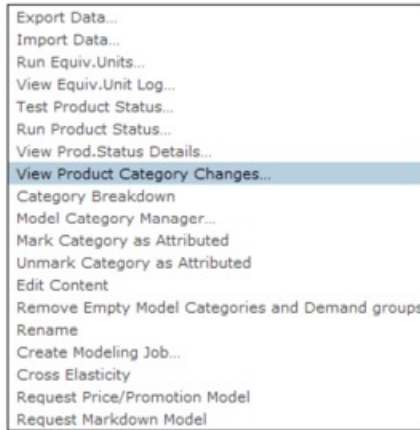 Export Data...
Import Data...
Run Equiv.Units...
View Equiv.Unit Log...
Test Product Status...
Run Product Status...
View Prod.Status Details...
View Product Category Changes...
Category Breakdown
Model Category Manager...
Mark Category as Attributed
Unmark Category as Attributed
Edit Content
Remove Empty Model Categories and Demand groups
Rename
Create Modeling Job...
Cross Elasticity
Request Price/Promotion Model
Request Markdown Model